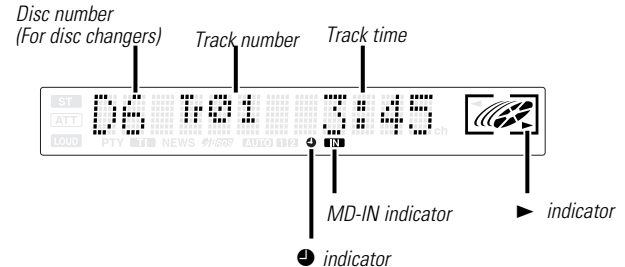 Disc number
(For disc changers)
Track number
Track time
D6 Tr01 3:45
ST
ATT
LOUD
PTY TI NEWS AUTO 1 2 IN
ch
MD-IN indicator
► indicator
indicator